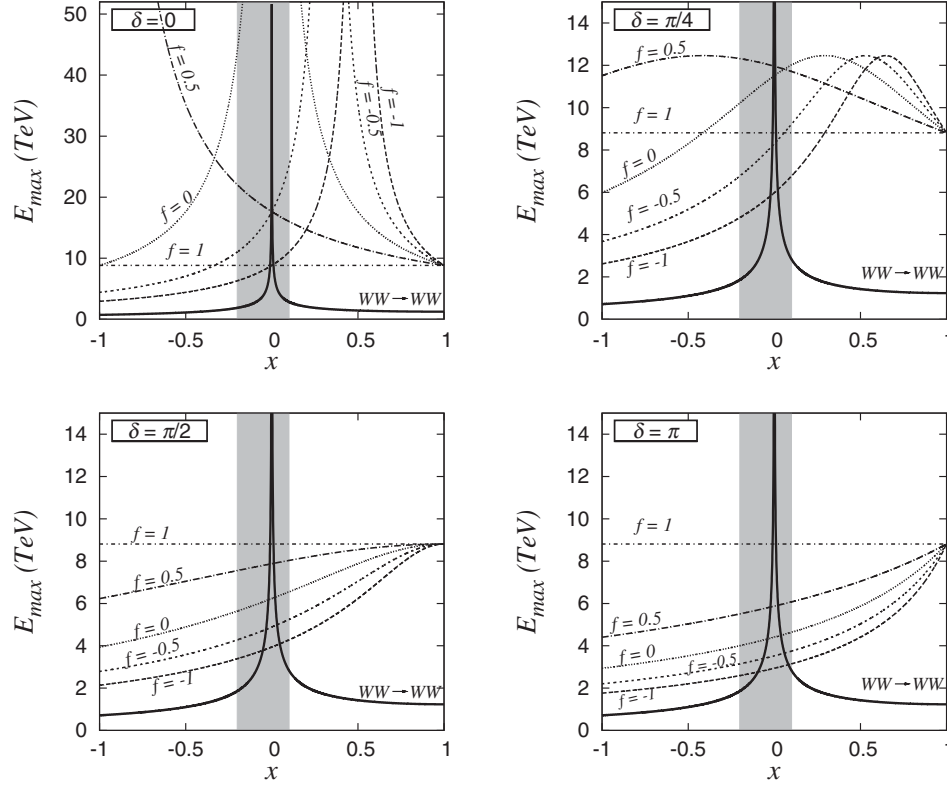 δ = 0
E_max (TeV)
50
40
30
20
10
0
f = 0.5
f = 0
f = 1
f = -0.5
f = -1
WW→WW
-1
-0.5
0
0.5
1
x
δ = π/4
E_max (TeV)
14
12
10
8
6
4
2
0
f = 0.5
f = 1
f = 0
f = -0.5
f = -1
WW→WW
-1
-0.5
0
0.5
1
x
δ = π/2
E_max (TeV)
14
12
10
8
6
4
2
0
f = 1
f = 0.5
f = 0
f = -0.5
f = -1
WW→WW
-1
-0.5
0
0.5
1
x
δ = π
E_max (TeV)
14
12
10
8
6
4
2
0
f = 1
f = 0.5
f = 0
f = -0.5
f = -1
WW→WW
-1
-0.5
0
0.5
1
x